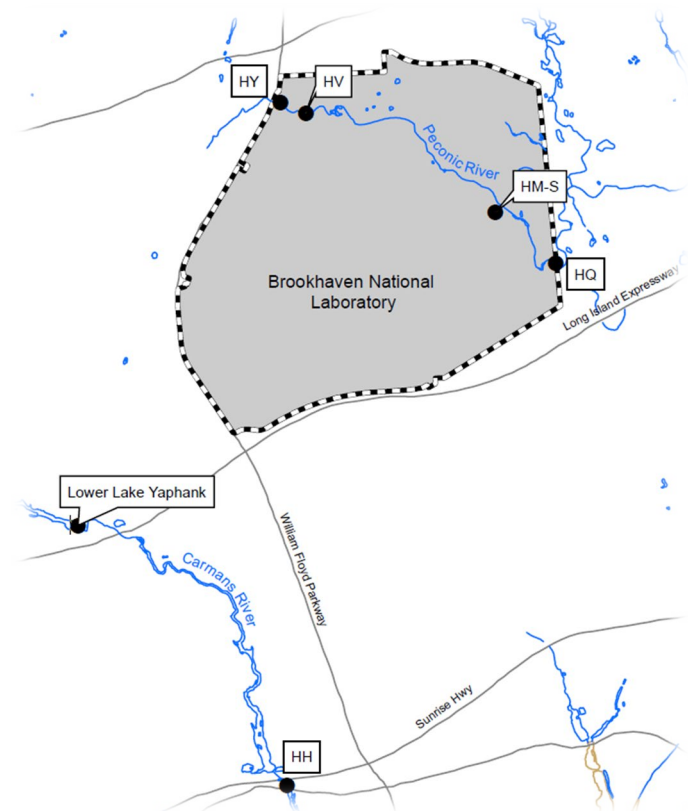 HY
HV
Peconic River
HM-S
HQ
Brookhaven National
Laboratory
Long Island Expressway
Lower Lake Yaphank
William Floyd Parkway
Carmans River
Sunrise Hwy
HH